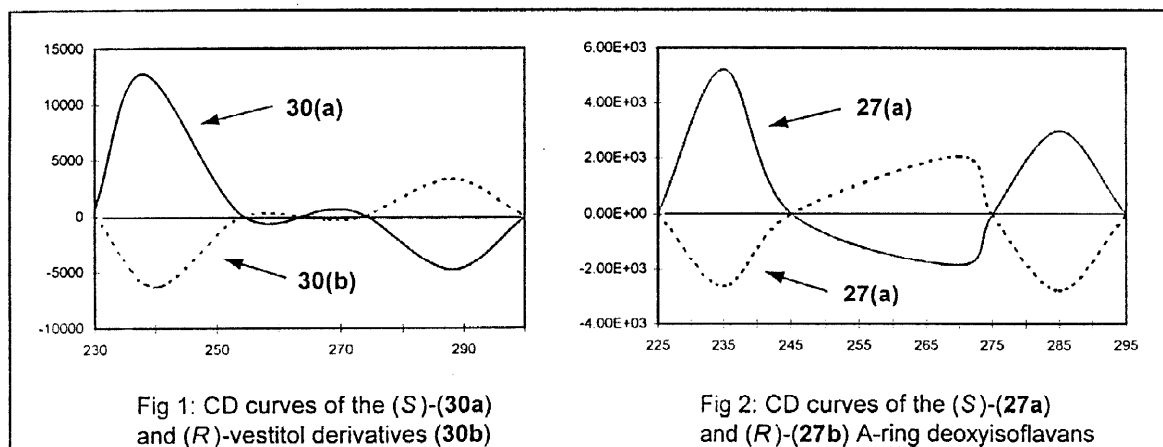 15000
10000
5000
0
-5000
-10000
230 250 270 290
30(a)
30(b)
Fig 1: CD curves of the (S)-(30a)
and (R)-vestitol derivatives (30b)
6.00E+03
4.00E+03
2.00E+03
0.00E+00
-2.00E+03
-4.00E+03
225 235 245 255 265 275 285 295
27(a)
27(a)
Fig 2: CD curves of the (S)-(27a)
and (R)-(27b) A-ring deoxyisoflavans